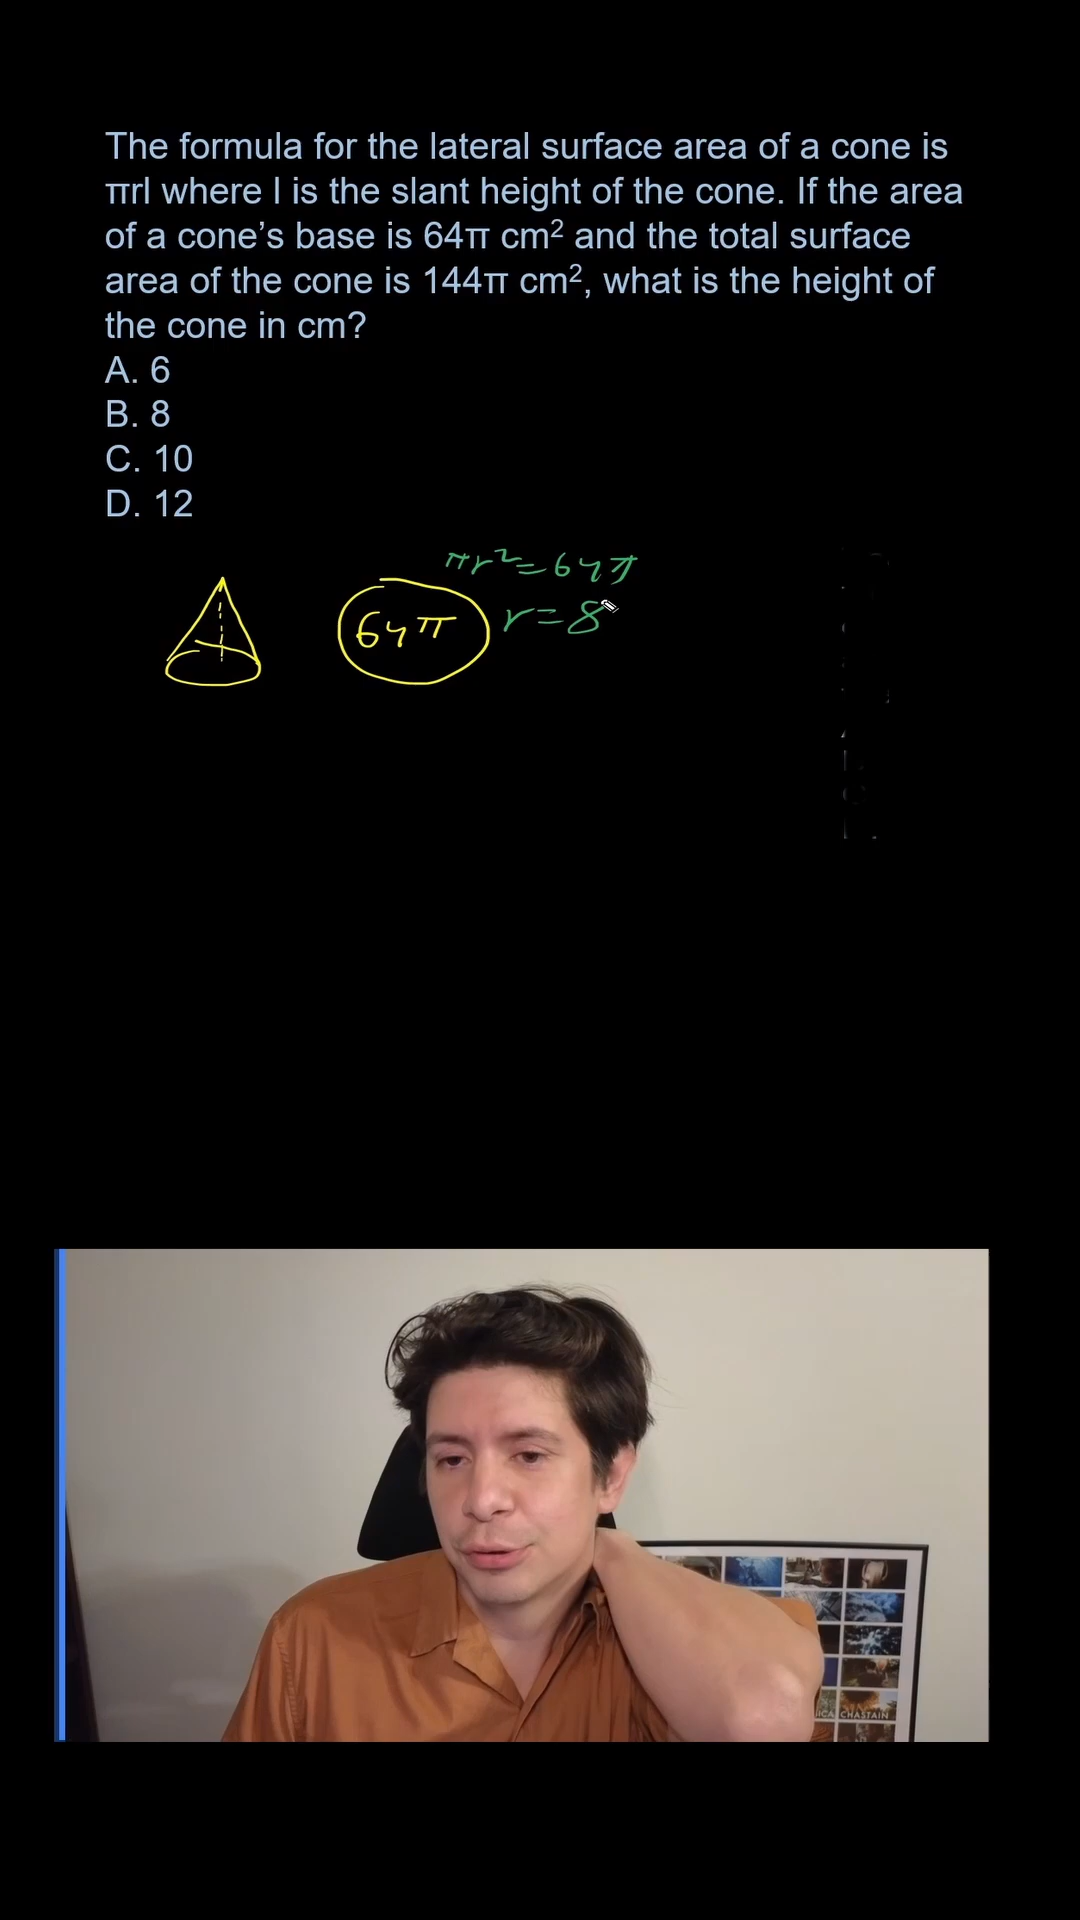 The formula for the lateral surface area of a cone is
πrl where l is the slant height of the cone. If the area
of a cone’s base is 64π cm² and the total surface
area of the cone is 144π cm², what is the height of
the cone in cm?
A. 6
B. 8
C. 10
D. 12
πr²=64π
64π r=8
CHASTAIN